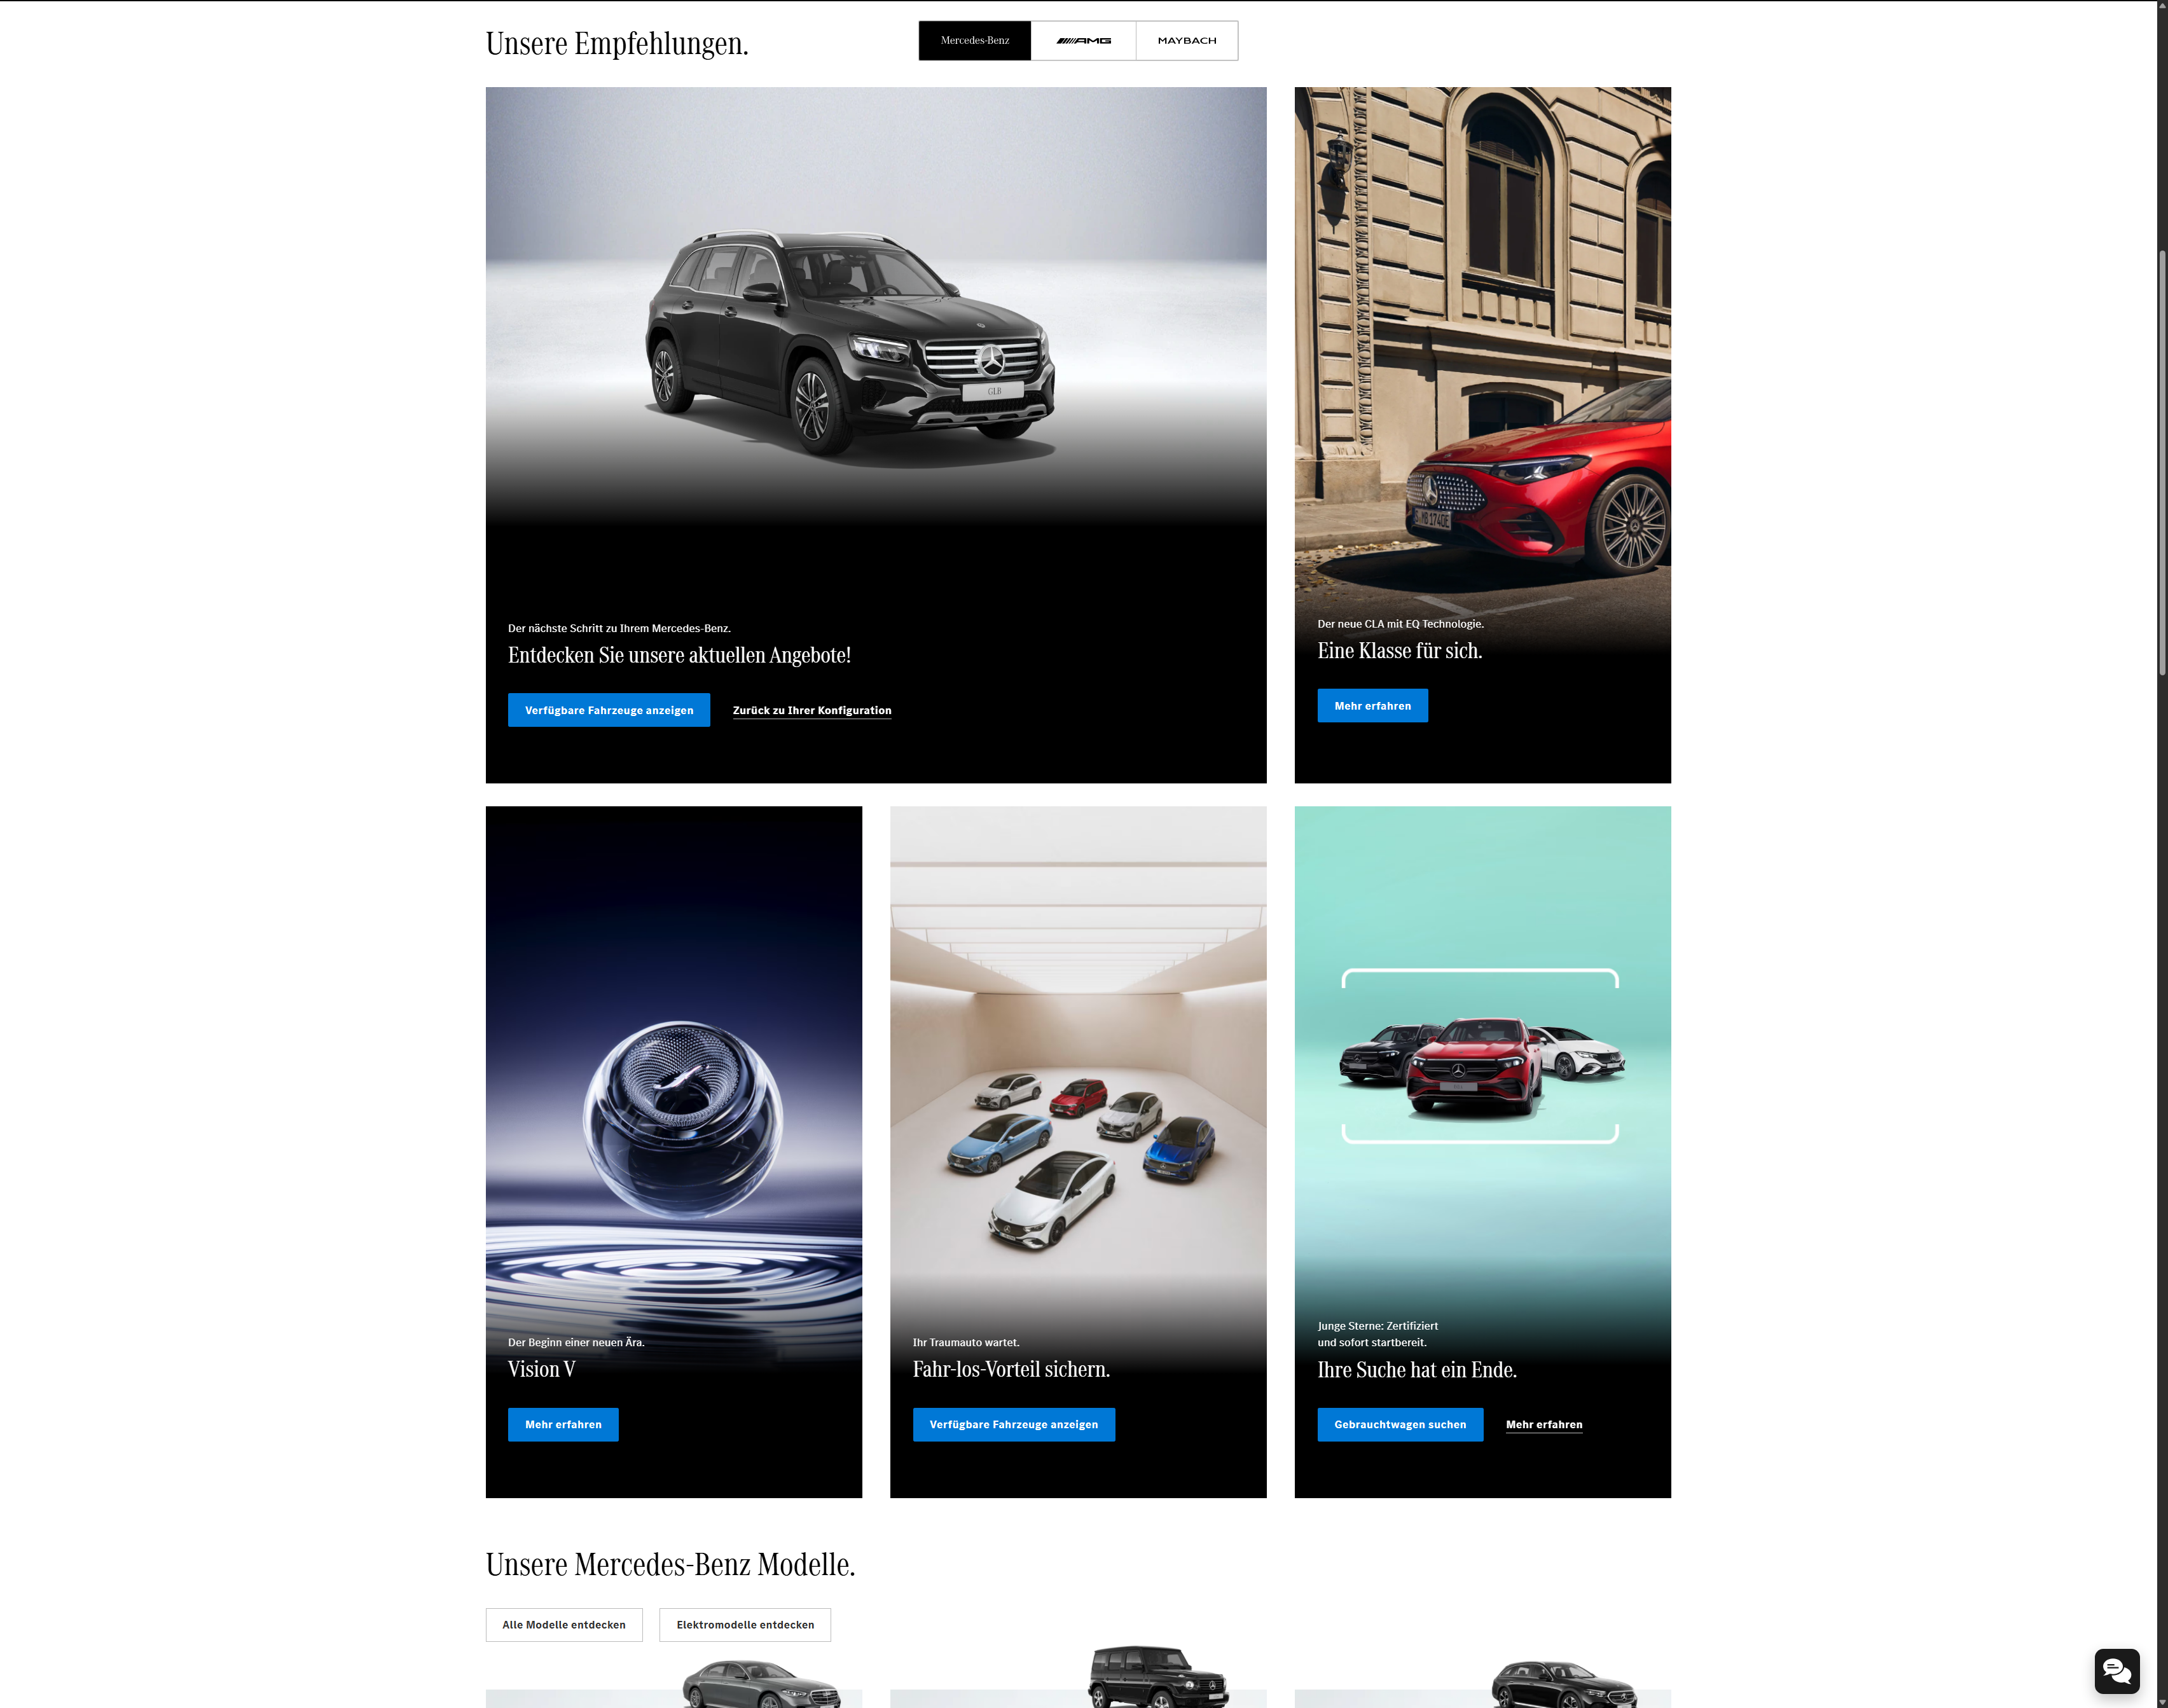 Unsere Empfehlungen.
Mercedes-Benz
AMG
MAYBACH
GLB
S MB 1740E
Der nächste Schritt zu Ihrem Mercedes-Benz.
Entdecken Sie unsere aktuellen Angebote!
Verfügbare Fahrzeuge anzeigen
Zurück zu Ihrer Konfiguration
Der neue CLA mit EQ Technologie.
Eine Klasse für sich.
Mehr erfahren
Der Beginn einer neuen Ära.
Vision V
Mehr erfahren
Ihr Traumauto wartet.
Fahr-los-Vorteil sichern.
Verfügbare Fahrzeuge anzeigen
Junge Sterne: Zertifiziert
und sofort startbereit.
Ihre Suche hat ein Ende.
Gebrauchtwagen suchen
Mehr erfahren
Unsere Mercedes-Benz Modelle.
Alle Modelle entdecken
Elektromodelle entdecken